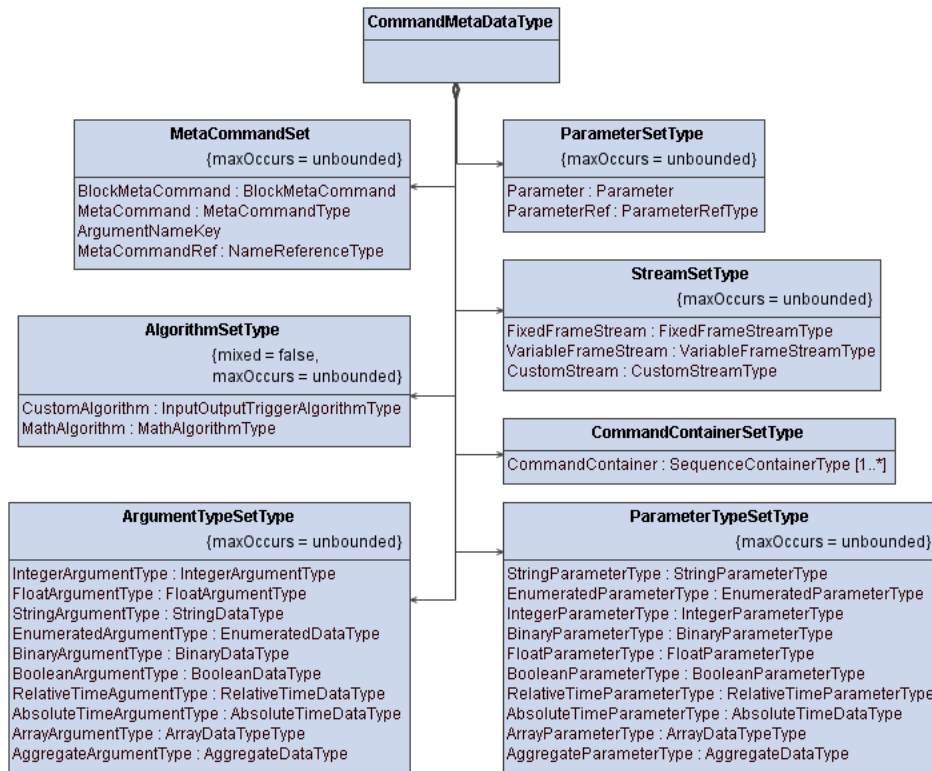 CommandMetaDataType
MetaCommandSet
{maxOccurs = unbounded}
BlockMetaCommand : BlockMetaCommand
MetaCommand : MetaCommandType
ArgumentNameKey
MetaCommandRef : NameReferenceType
ParameterSetType
{maxOccurs = unbounded}
Parameter : Parameter
ParameterRef : ParameterRefType
StreamSetType
{maxOccurs = unbounded}
FixedFrameStream : FixedFrameStreamType
VariableFrameStream : VariableFrameStreamType
CustomStream : CustomStreamType
AlgorithmSetType
{mixed = false,
maxOccurs = unbounded}
CustomAlgorithm : InputOutputTriggerAlgorithmType
MathAlgorithm : MathAlgorithmType
CommandContainerSetType
CommandContainer : SequenceContainerType [1..*]
ArgumentTypeSetType
{maxOccurs = unbounded}
IntegerArgumentType : IntegerArgumentType
FloatArgumentType : FloatArgumentType
StringArgumentType : StringDataType
EnumeratedArgumentType : EnumeratedDataType
BinaryArgumentType : BinaryDataType
BooleanArgumentType : BooleanDataType
RelativeTimeAgumentType : RelativeTimeDataType
AbsoluteTimeArgumentType : AbsoluteTimeDataType
ArrayArgumentType : ArrayDataTypeType
AggregateArgumentType : AggregateDataType
ParameterTypeSetType
{maxOccurs = unbounded}
StringParameterType : StringParameterType
EnumeratedParameterType : EnumeratedParameterType
IntegerParameterType : IntegerParameterType
BinaryParameterType : BinaryParameterType
FloatParameterType : FloatParameterType
BooleanParameterType : BooleanParameterType
RelativeTimeParameterType : RelativeTimeParameterType
AbsoluteTimeParameterType : AbsoluteTimeDataType
ArrayParameterType : ArrayDataTypeType
AggregateParameterType : AggregateDataType